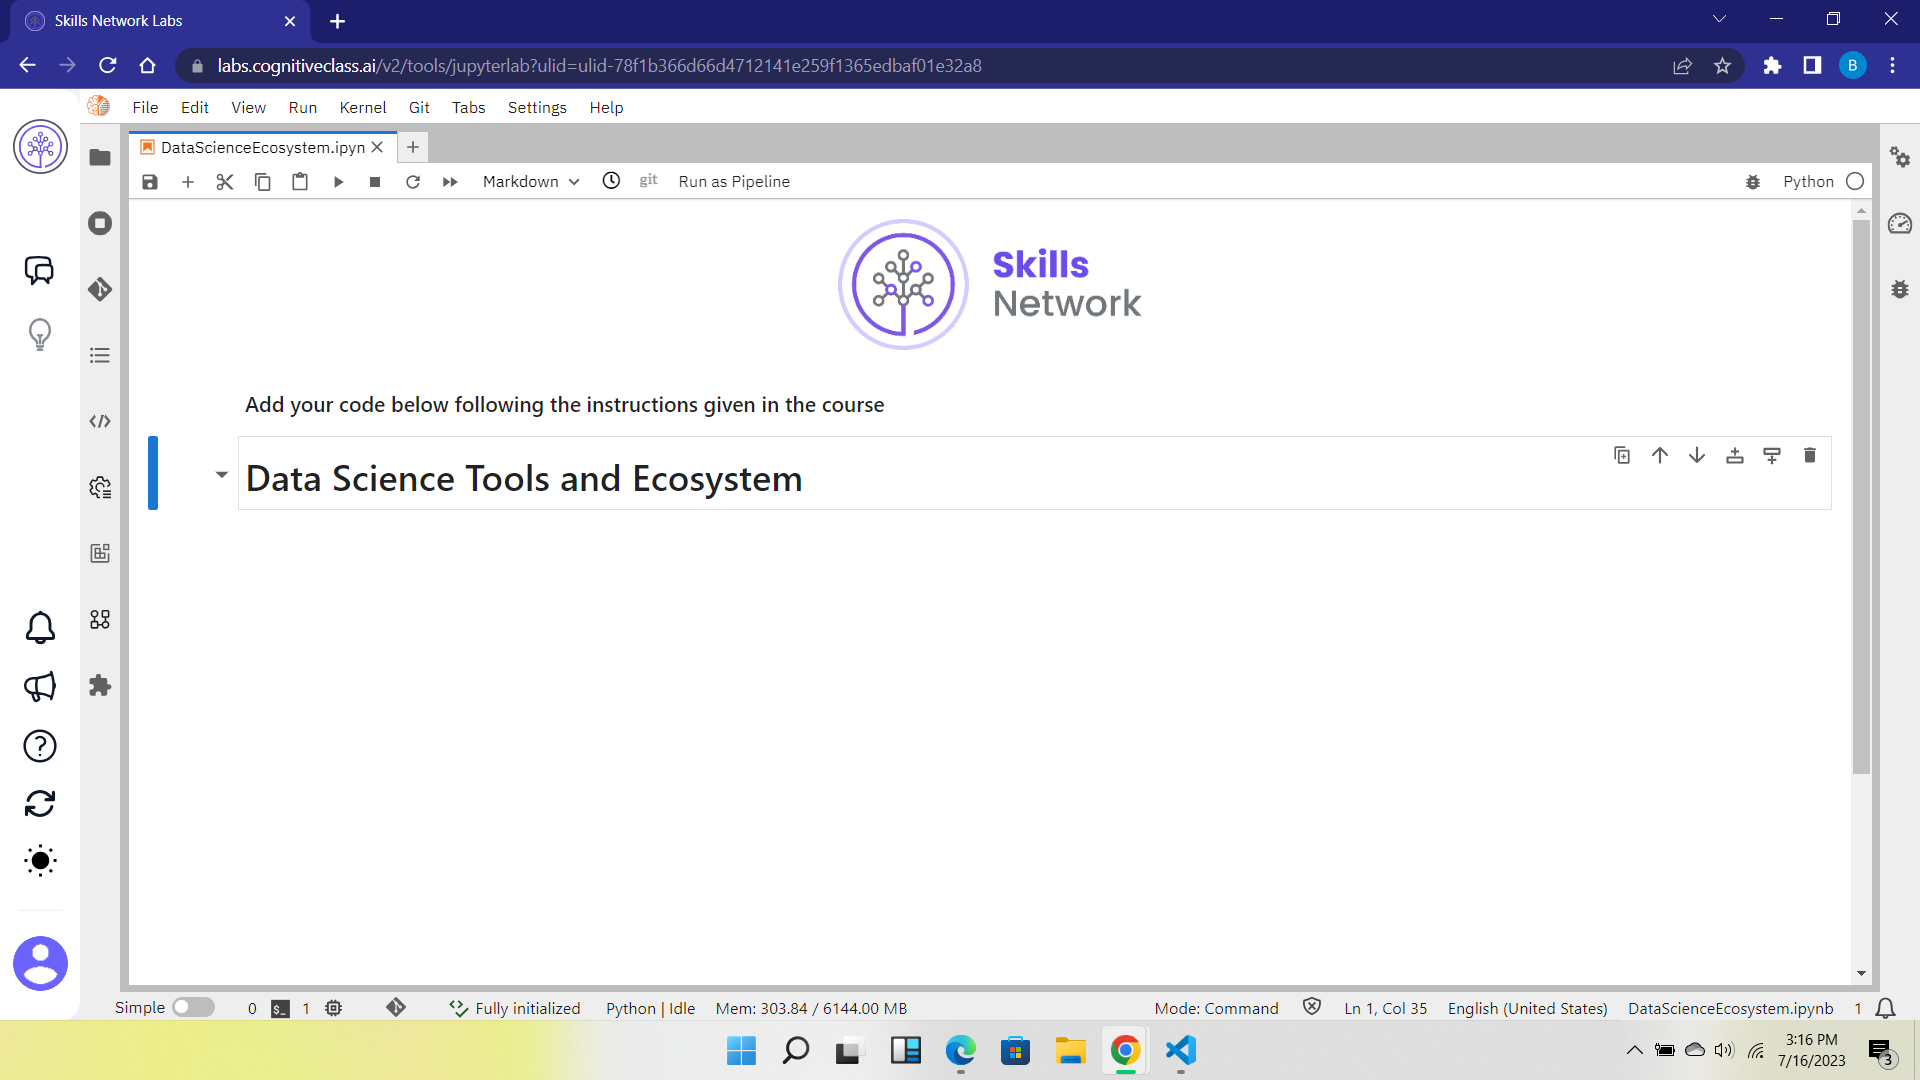 Skills Network Labs
labs.cognitiveclass.ai/v2/tools/jupyterlab?ulid=ulid-78f1b366d66d4712141e259f1365edbaf01e32a8
B
File Edit View Run Kernel Git Tabs Settings Help
DataScienceEcosystem.ipyn
Markdown git Run as Pipeline Python
Skills
Network
Add your code below following the instructions given in the course
Data Science Tools and Ecosystem
Simple 0 $_ 1 Fully initialized Python | Idle Mem: 303.84 / 6144.00 MB Mode: Command Ln 1, Col 35 English (United States) DataScienceEcosystem.ipynb 1
3:16 PM
7/16/2023
3